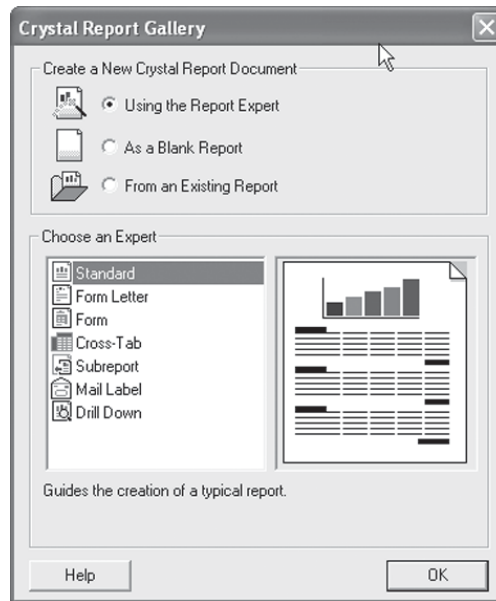 Crystal Report Gallery
Create a New Crystal Report Document
Using the Report Expert
As a Blank Report
From an Existing Report
Choose an Expert
Standard
Form Letter
Form
Cross-Tab
Subreport
Mail Label
Drill Down
Guides the creation of a typical report.
Help
OK